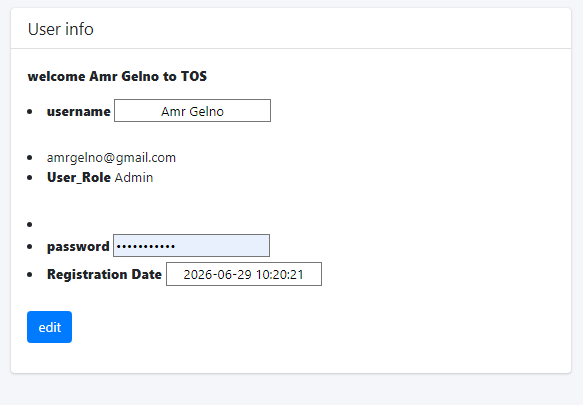 User info
welcome Amr Gelno to TOS
• username Amr Gelno
• amrgelno@gmail.com
• User_Role Admin
•
• password •••••••••••
• Registration Date 2026-06-29 10:20:21
edit